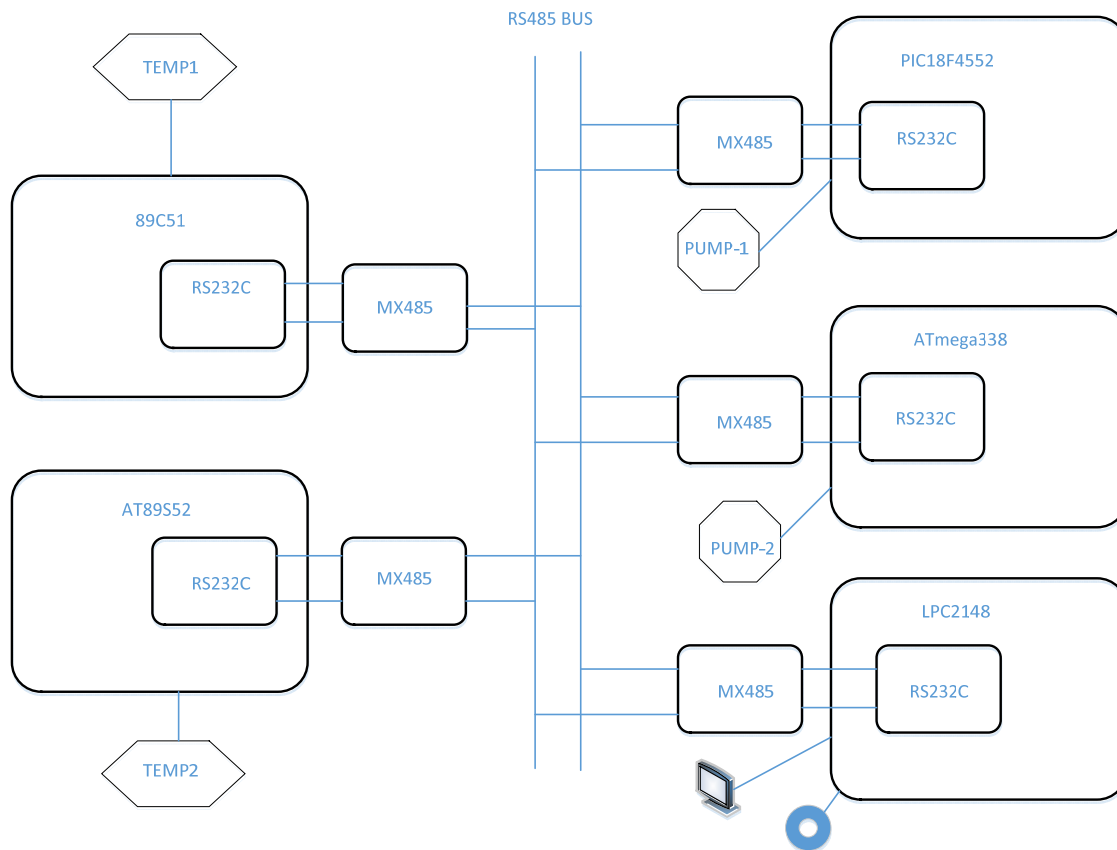 RS485 BUS
TEMP1
89C51
RS232C
MX485
AT89S52
RS232C
MX485
TEMP2
PIC18F4552
MX485
RS232C
PUMP-1
ATmega338
MX485
RS232C
PUMP-2
LPC2148
MX485
RS232C